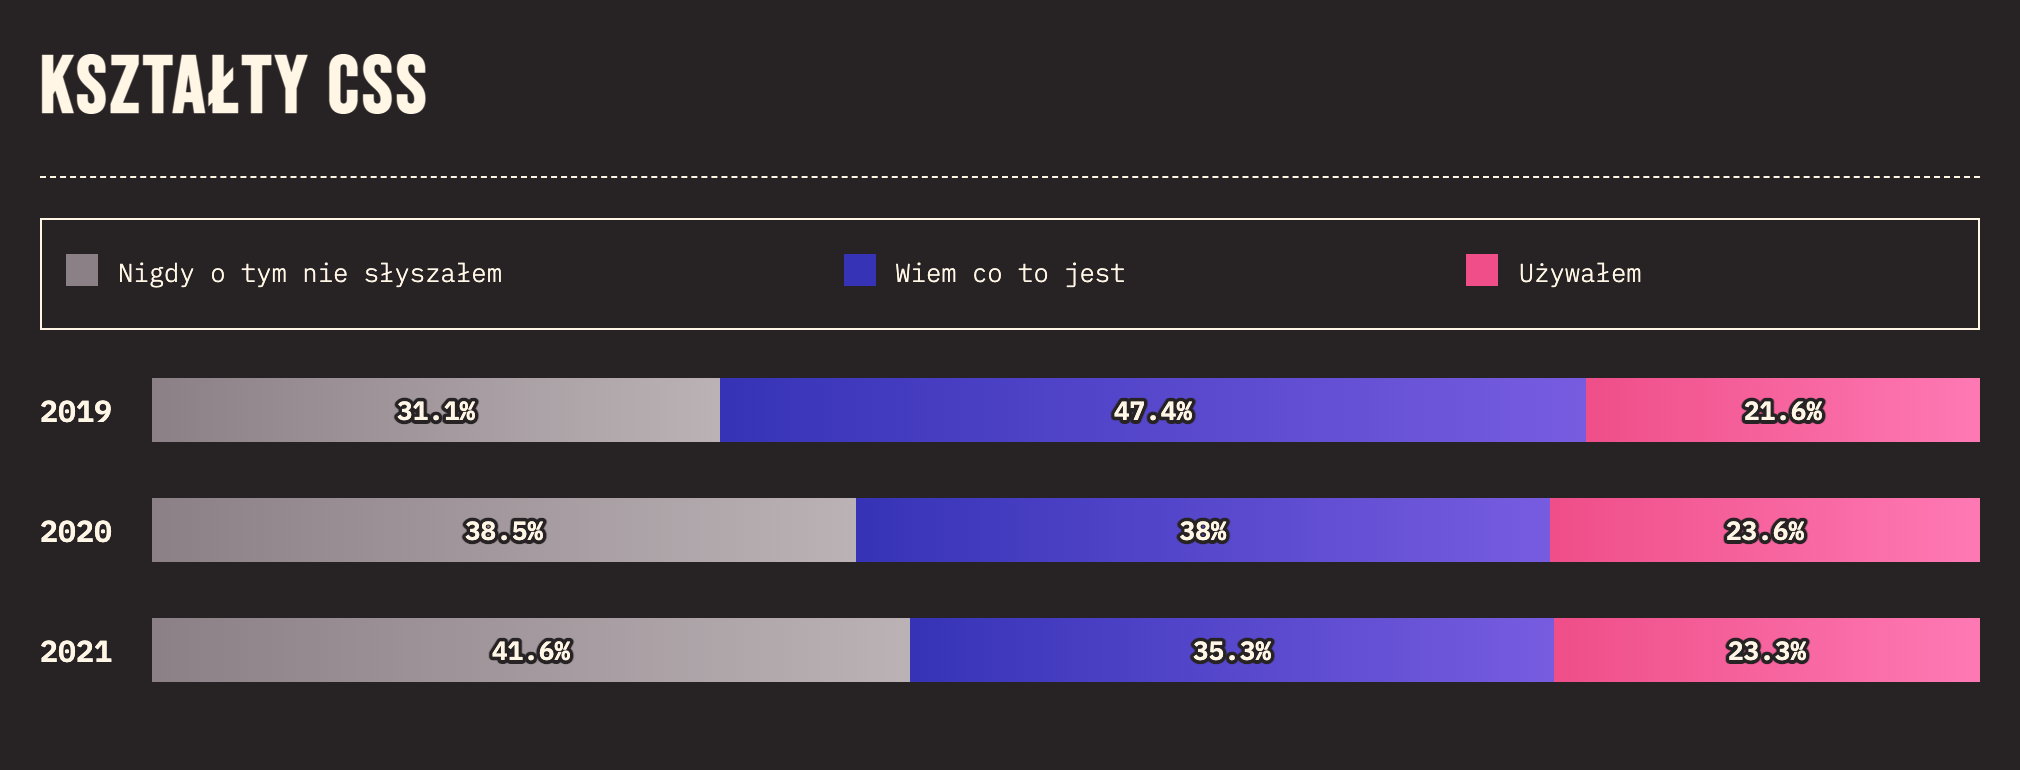 KSZTAŁTY CSS
Nigdy o tym nie słyszałem Wiem co to jest Używałem
2019 31.1% 47.4% 21.6%
2020 38.5% 38% 23.6%
2021 41.6% 35.3% 23.3%